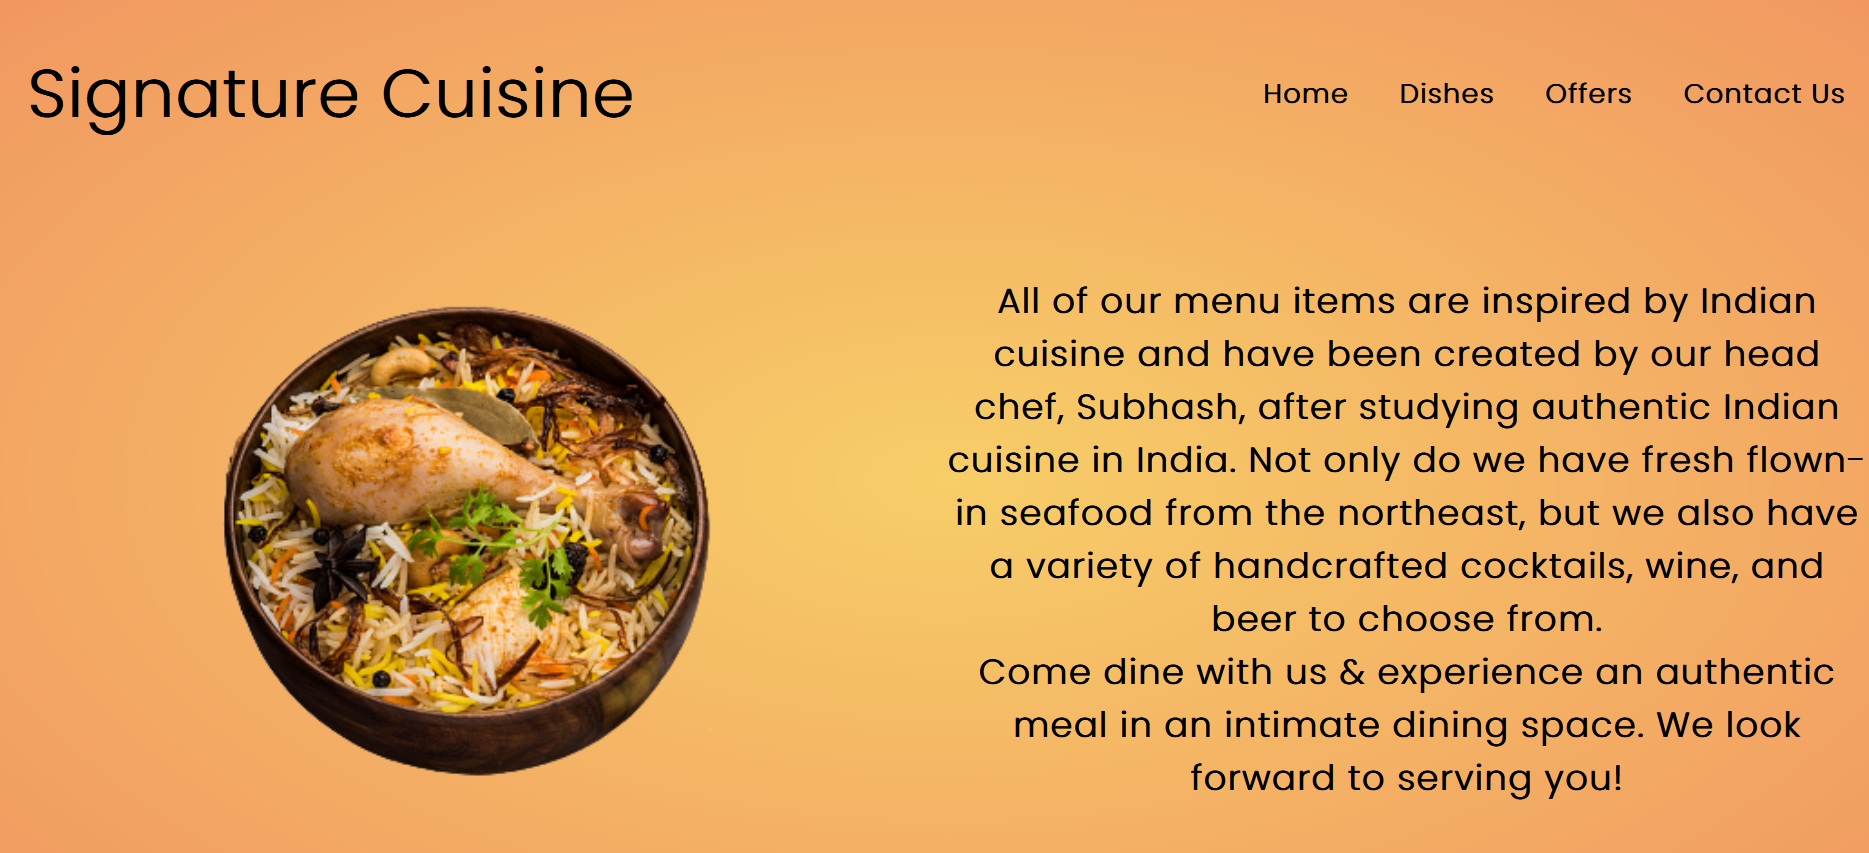 Signature Cuisine
Home Dishes Offers Contact Us
All of our menu items are inspired by Indian
cuisine and have been created by our head
chef, Subhash, after studying authentic Indian
cuisine in India. Not only do we have fresh flown-
in seafood from the northeast, but we also have
a variety of handcrafted cocktails, wine, and
beer to choose from.
Come dine with us & experience an authentic
meal in an intimate dining space. We look
forward to serving you!